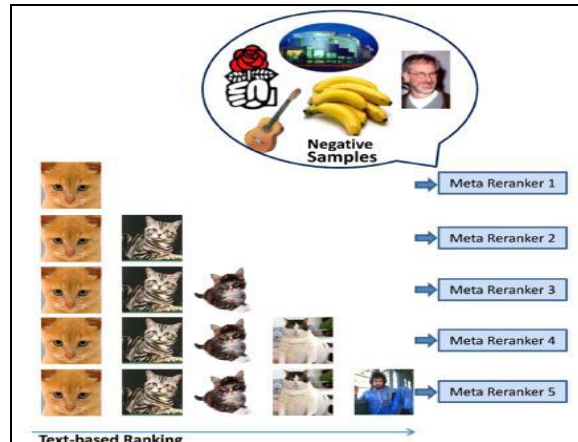 Negative
Samples
Meta Reranker 1
Meta Reranker 2
Meta Reranker 3
Meta Reranker 4
Meta Reranker 5
Text-based Ranking